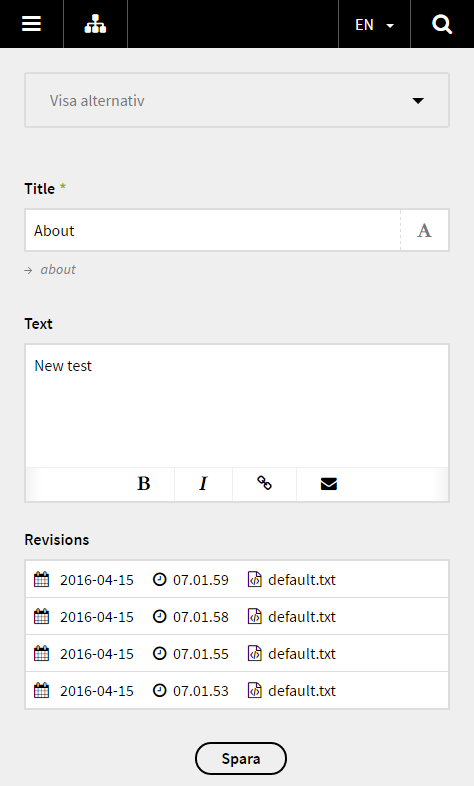 EN
Visa alternativ
Title *
About A
→ about
Text
New test
B I
Revisions
2016-04-15 07.01.59 default.txt
2016-04-15 07.01.58 default.txt
2016-04-15 07.01.55 default.txt
2016-04-15 07.01.53 default.txt
Spara